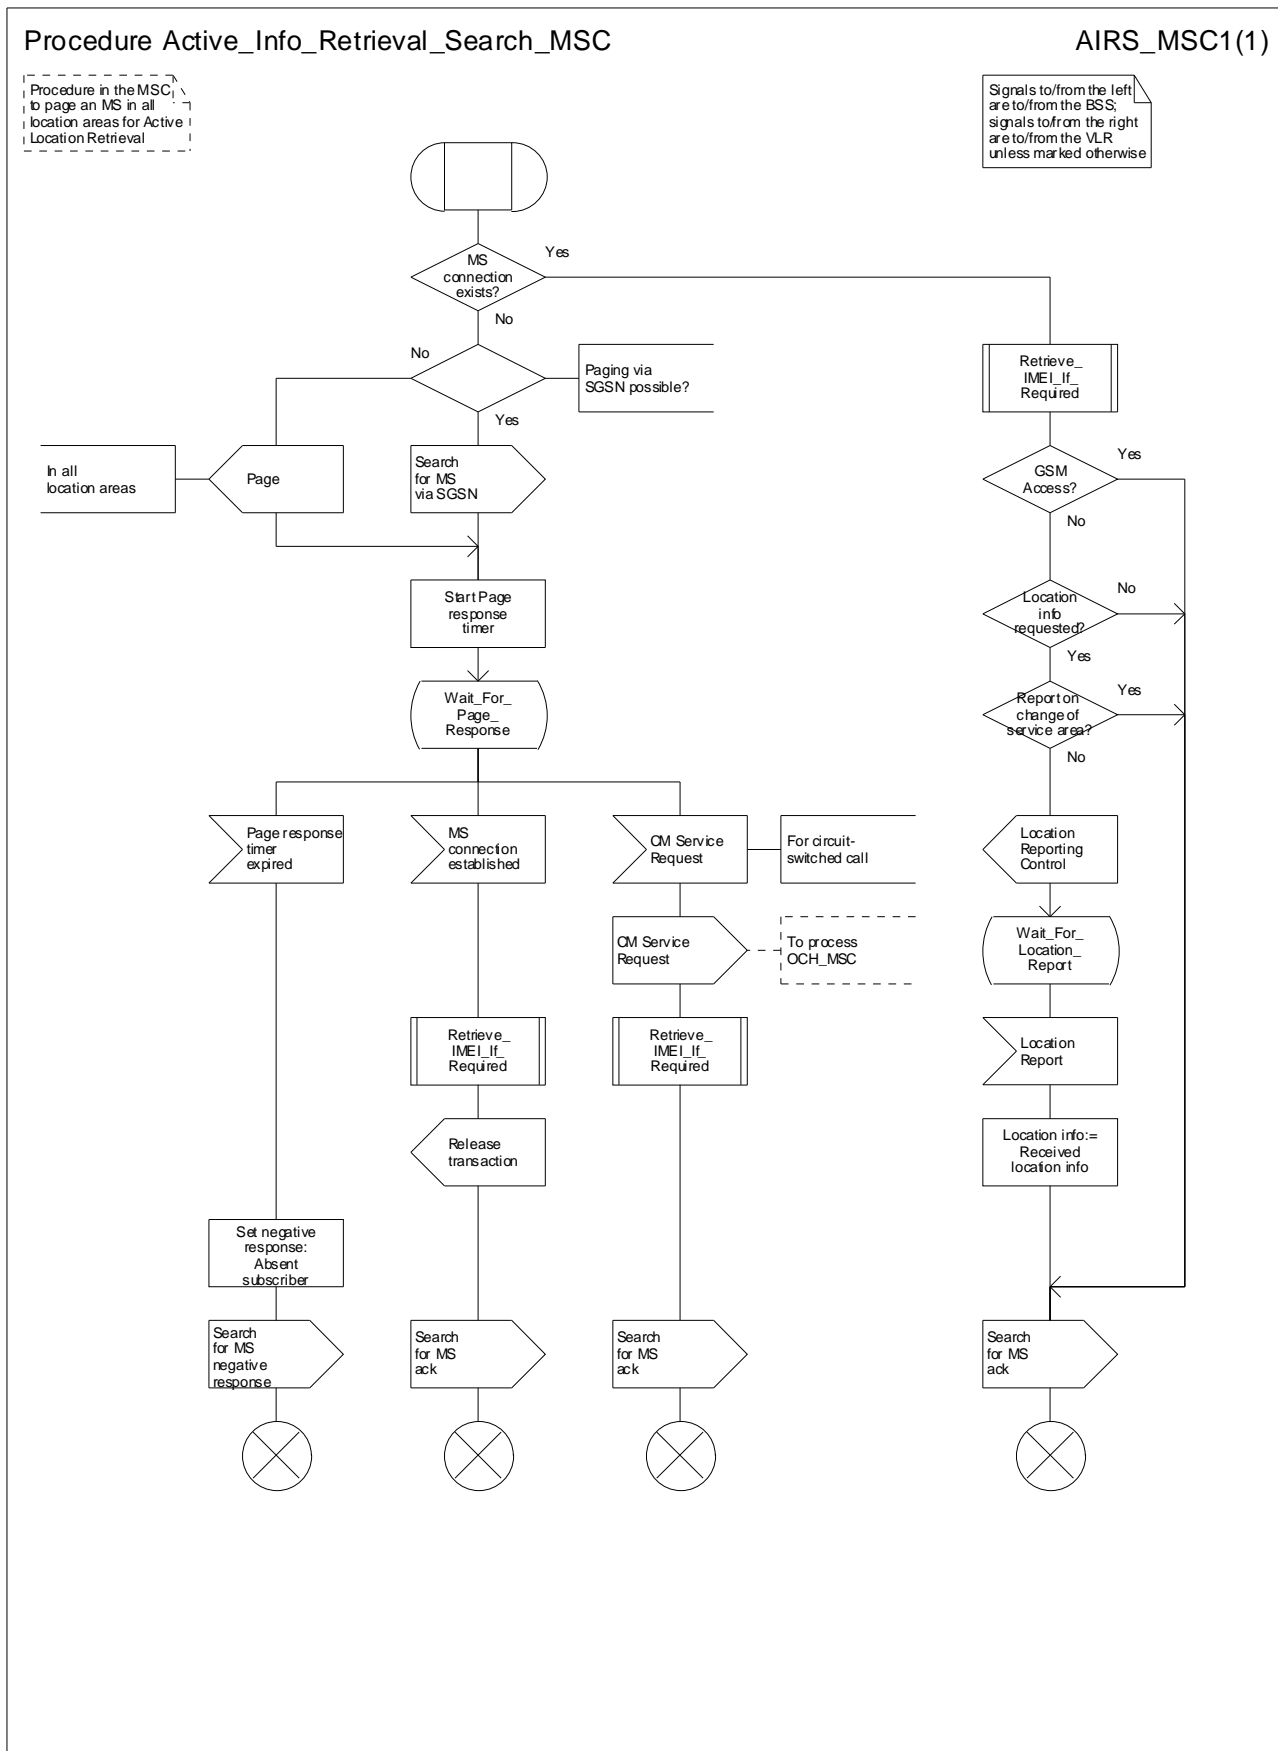 Procedure Active_Info_Retrieval_Search_MSC
AIRS_MSC1(1)
Procedure in the MSC
to page an MS in all
location areas for Active
Location Retrieval
Signals to/from the left
are to/from the BSS;
signals to/from the right
are to/from the VLR
unless marked otherwise
MS
connection
exists?
Yes
No
No
Paging via
SGSN possible?
Yes
Retrieve_
IMEI_If_
Required
In all
location areas
Page
Search
for MS
via SGSN
GSM
Access?
Yes
No
Start Page
response
timer
Location
info
requested?
No
Yes
Wait_For_
Page_
Response
Report on
change of
service area?
Yes
No
Page response
timer
expired
MS
connection
established
CM Service
Request
For circuit-
switched call
Location
Reporting
Control
CM Service
Request
To process
OCH_MSC
Wait_For_
Location_
Report
Retrieve_
IMEI_If_
Required
Retrieve_
IMEI_If_
Required
Location
Report
Release
transaction
Location info:=
Received
location info
Set negative
response:
Absent
subscriber
Search
for MS
negative
response
Search
for MS
ack
Search
for MS
ack
Search
for MS
ack